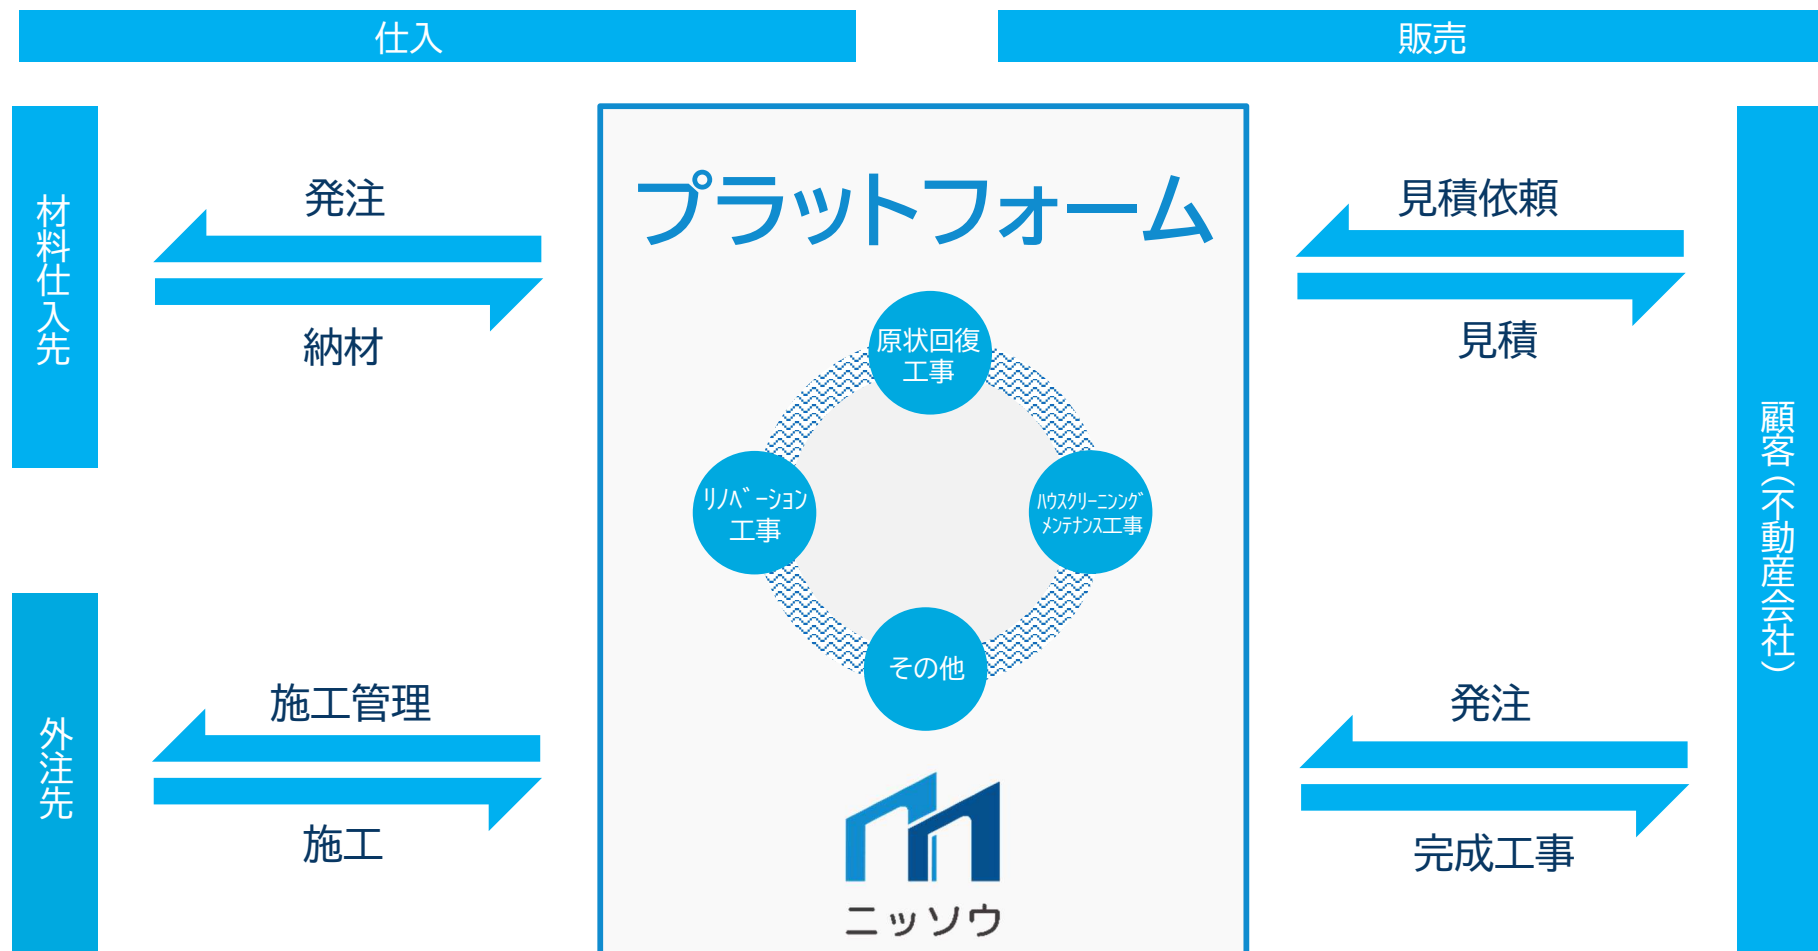 仕入
販売
材料仕入先
発注
納材
プラットフォーム
見積依頼
見積
原状回復
工事
ﾘﾉﾍﾞｰｼｮﾝ
工事
ﾊｳｽｸﾘｰﾆﾝﾝｸﾞ
ﾒﾝﾃﾅﾝｽ工事
その他
顧客(不動産会社)
外注先
施工管理
施工
発注
完成工事
ニッソウ